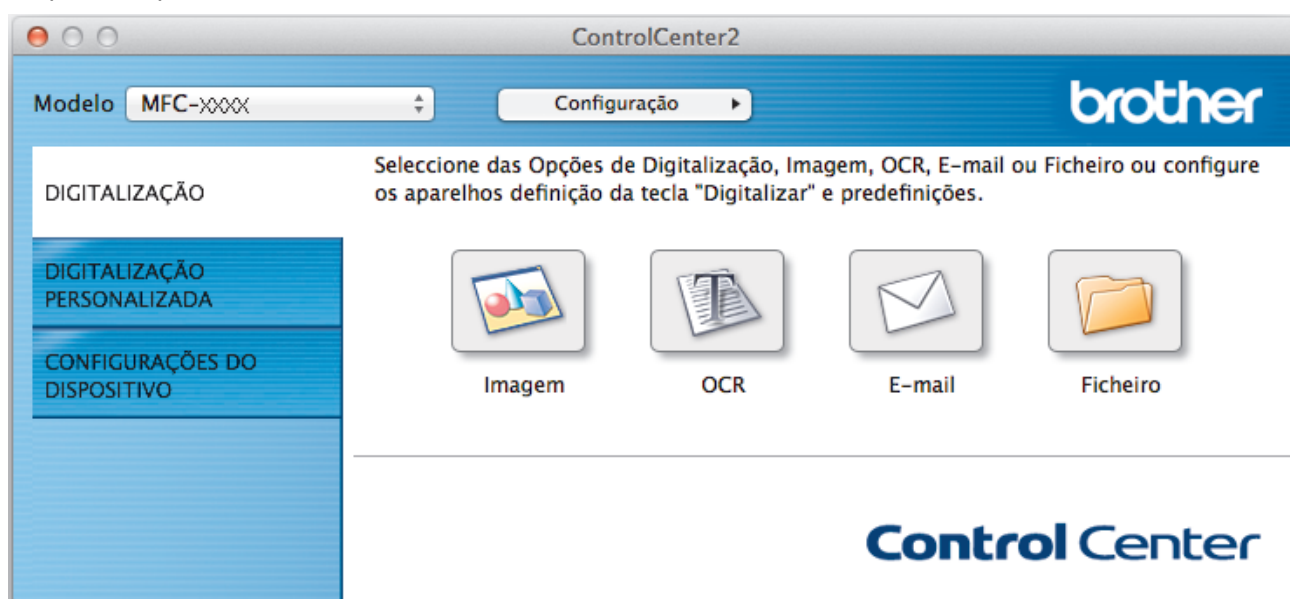 ControlCenter2
Modelo MFC-XXXX Configuração brother
DIGITALIZAÇÃO
Seleccione das Opções de Digitalização, Imagem, OCR, E-mail ou Ficheiro ou configure
os aparelhos definição da tecla "Digitalizar" e predefinições.
DIGITALIZAÇÃO
PERSONALIZADA
CONFIGURAÇÕES DO
DISPOSITIVO
Imagem OCR E-mail Ficheiro
Control Center